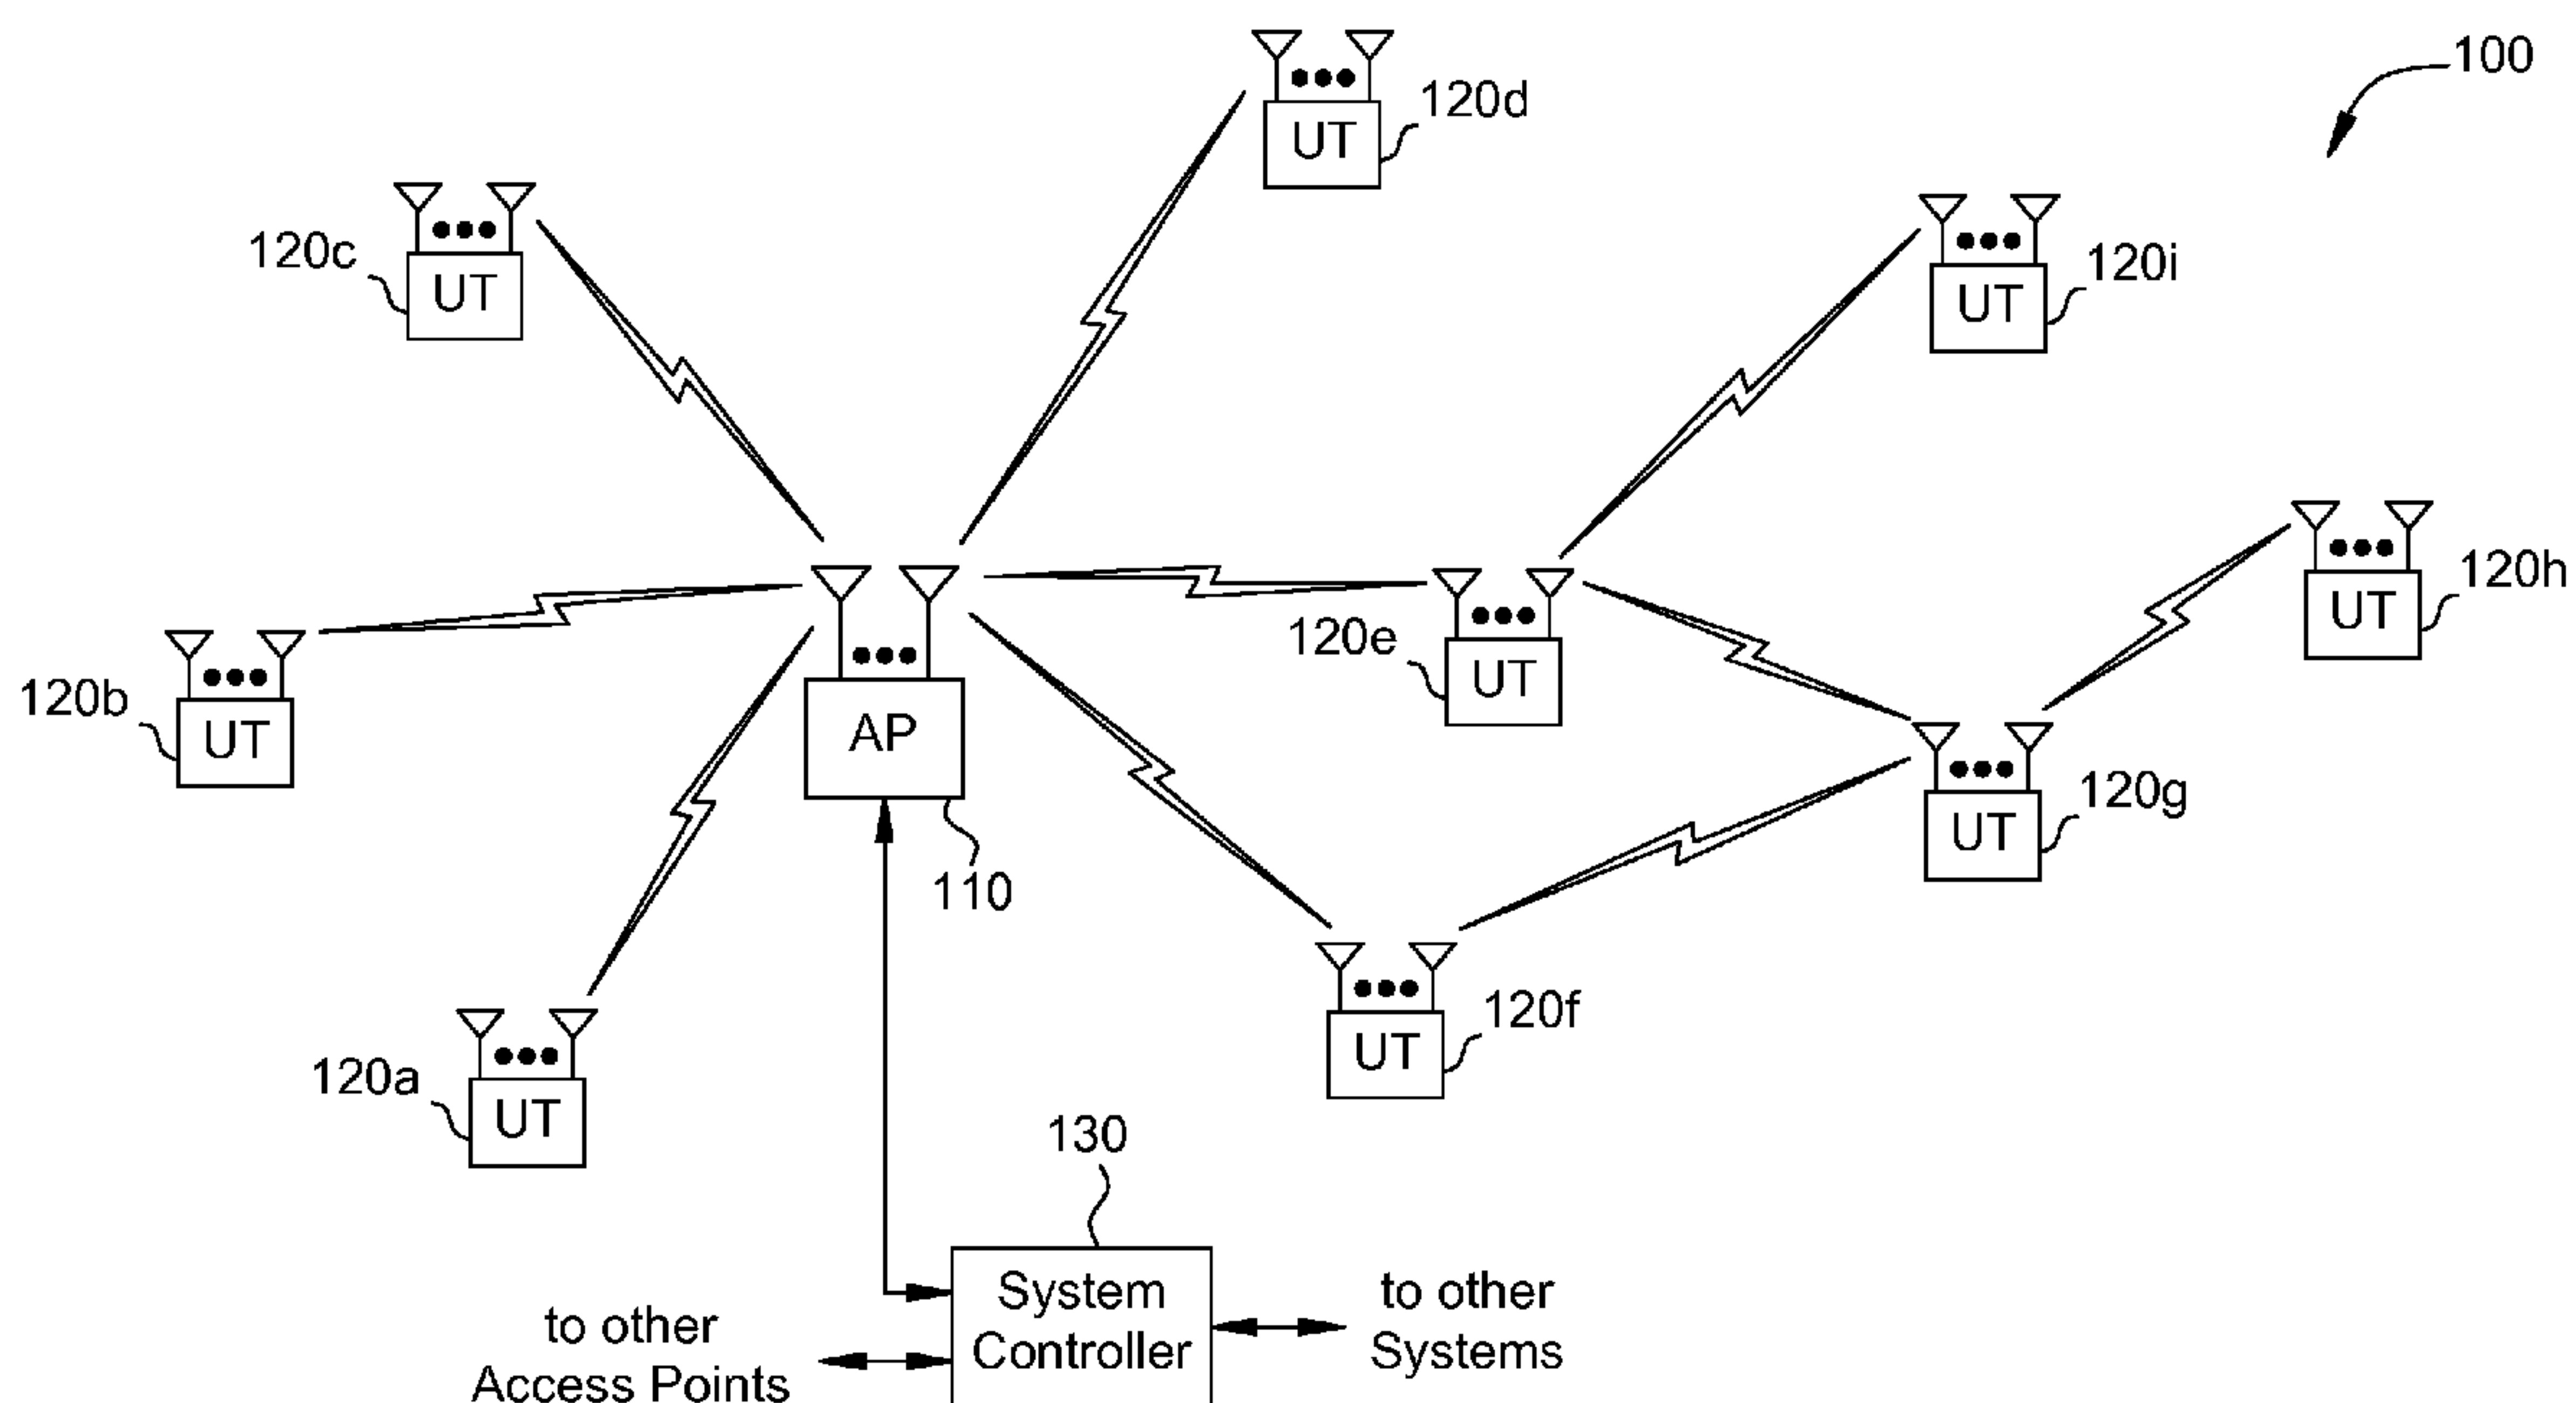 100
120d
UT
120c
UT
120i
UT
120h
UT
120e
UT
120b
UT
AP
110
120g
UT
120f
UT
120a
UT
130
System
Controller
to other
Access Points
to other
Systems